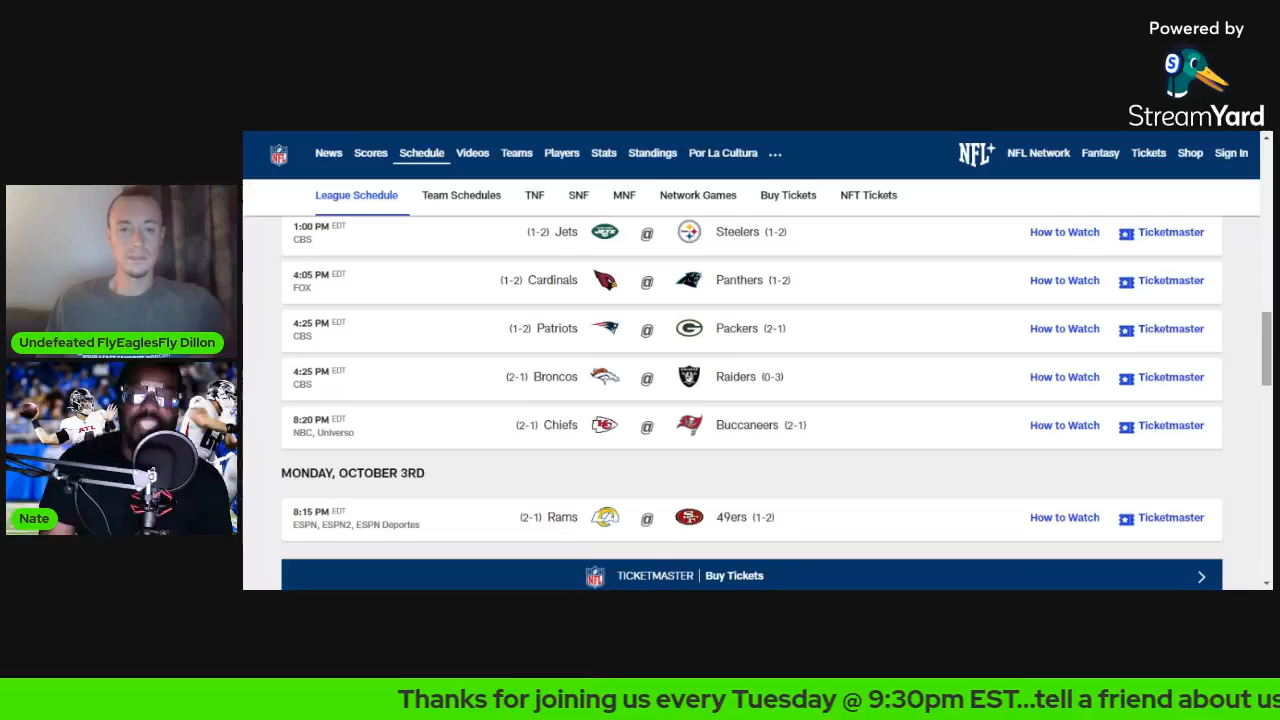 Powered by
StreamYard
NFL
News Scores Schedule Videos Teams Players Stats Standings Por La Cultura ... NFL+ NFL Network Fantasy Tickets Shop Sign In
League Schedule Team Schedules TNF SNF MNF Network Games Buy Tickets NFT Tickets
1:00 PM EDT
CBS
(1-2) Jets JETS @ Steelers (1-2) How to Watch Ticketmaster
4:05 PM EDT
FOX
(1-2) Cardinals @ Panthers (1-2) How to Watch Ticketmaster
4:25 PM EDT
CBS
(1-2) Patriots @ Packers (2-1) How to Watch Ticketmaster
4:25 PM EDT
CBS
(2-1) Broncos @ Raiders (0-3) How to Watch Ticketmaster
8:20 PM EDT
NBC, Universo
(2-1) Chiefs @ Buccaneers (2-1) How to Watch Ticketmaster
MONDAY, OCTOBER 3RD
8:15 PM EDT
ESPN, ESPN2, ESPN Deportes
(2-1) Rams @ 49ers (1-2) How to Watch Ticketmaster
NFL TICKETMASTER | Buy Tickets
Undefeated FlyEaglesFly Dillon
ATL
Nate
Thanks for joining us every Tuesday @ 9:30pm EST...tell a friend about us